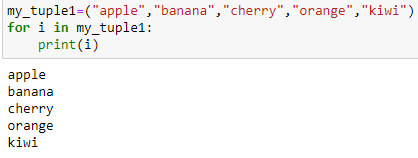 my_tuple1=("apple","banana","cherry","orange","kiwi")
for i in my_tuple1:
    print(i)
apple
banana
cherry
orange
kiwi